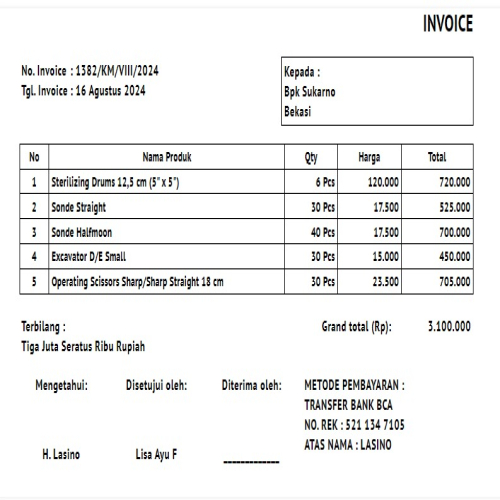 INVOICE
No. Invoice : 1382/KM/VIII/2024
Tgl. Invoice : 16 Agustus 2024
Kepada :
Bpk Sukarno
Bekasi
No Nama Produk Qty Harga Total
1 Sterilizing Drums 12,5 cm (5" x 5") 6 Pcs 120.000 720.000
2 Sonde Straight 30 Pcs 17.500 525.000
3 Sonde Halfmoon 40 Pcs 17.500 700.000
4 Excavator D/E Small 30 Pcs 15.000 450.000
5 Operating Scissors Sharp/Sharp Straight 18 cm 30 Pcs 23.500 705.000
Terbilang : Grand total (Rp): 3.100.000
Tiga Juta Seratus Ribu Rupiah
Mengetahui: Disetujui oleh: Diterima oleh:
H. Lasino Lisa Ayu F
METODE PEMBAYARAN :
TRANSFER BANK BCA
NO. REK : 521 134 7105
ATAS NAMA : LASINO